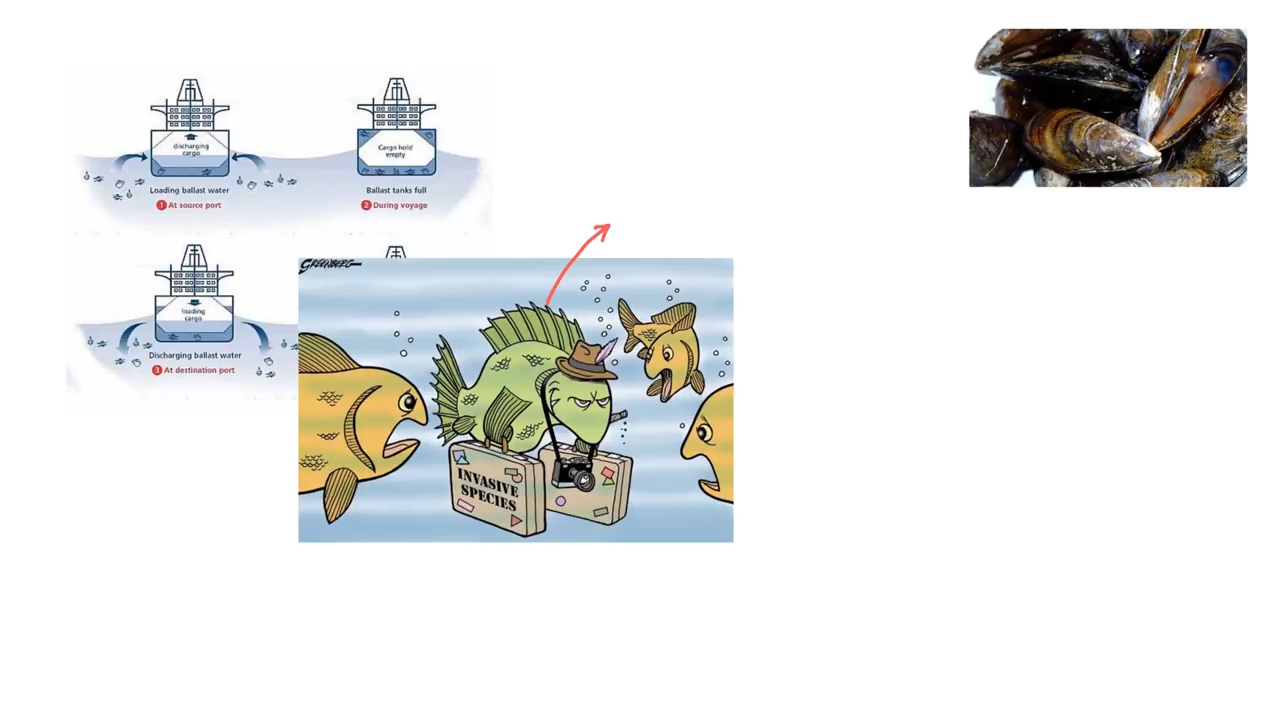 discharging
cargo
Loading ballast water
1 At source port
Cargo hold
empty
Ballast tanks full
2 During voyage
loading
cargo
Discharging ballast water
3 At destination port
GREENBERG
INVASIVE
SPECIES